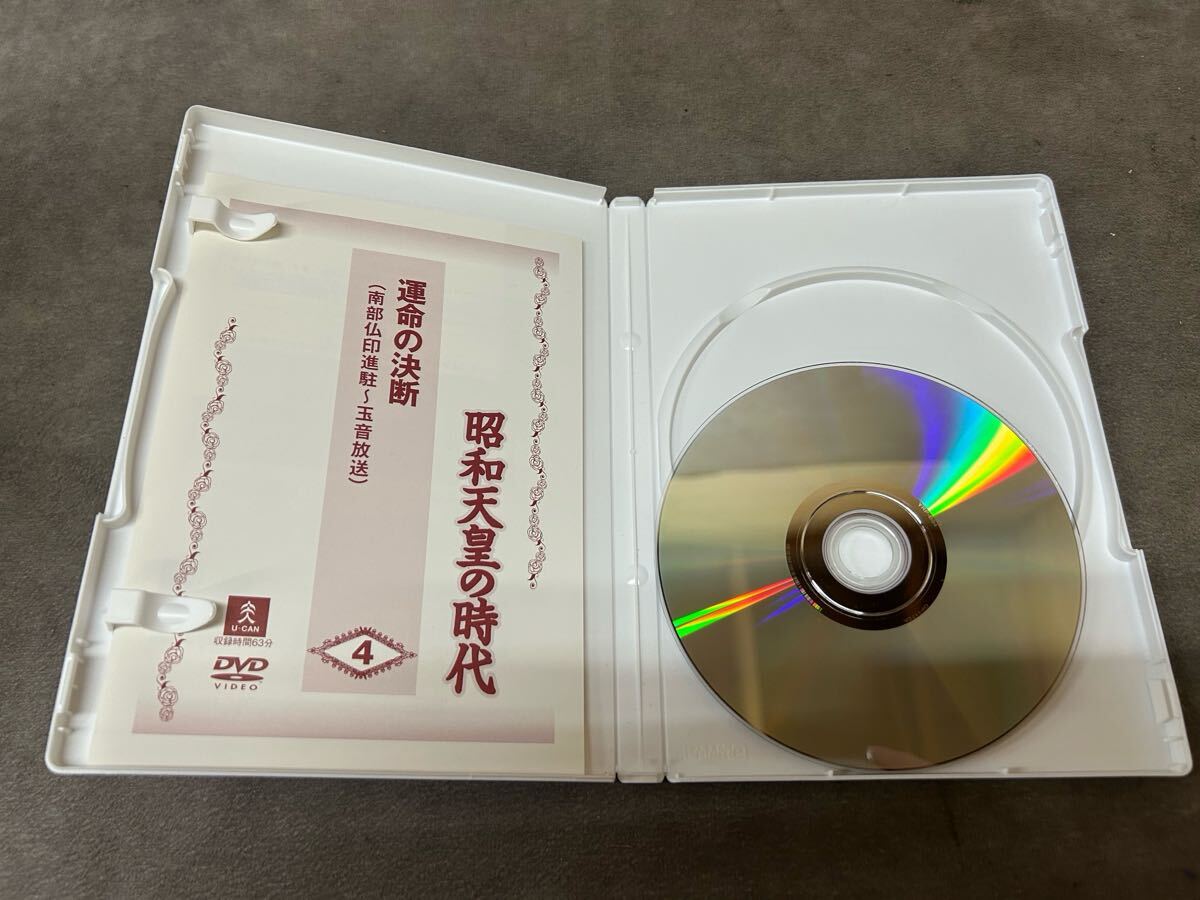 昭和天皇の時代
運命の決断
(南部仏印進駐〜玉音放送)
4
U-CAN
収録時間63分
DVD
VIDEO